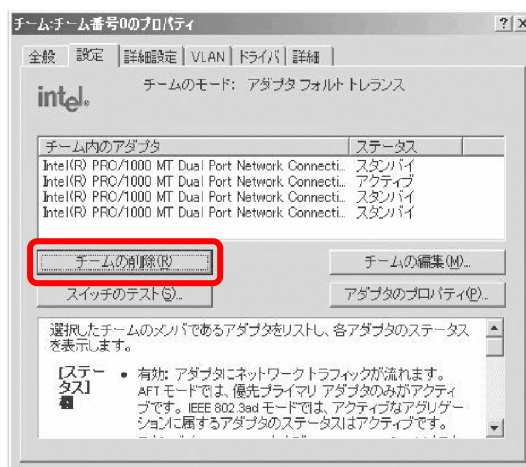 チーム:チーム番号0のプロパティ
全般 設定 詳細設定 VLAN ドライバ 詳細
intel®
チームのモード: アダプタ フォルト トレランス
チーム内のアダプタ ステータス
Intel(R) PRO/1000 MT Dual Port Network Connecti... スタンバイ
Intel(R) PRO/1000 MT Dual Port Network Connecti... アクティブ
Intel(R) PRO/1000 MT Dual Port Network Connecti... スタンバイ
Intel(R) PRO/1000 MT Dual Port Network Connecti... スタンバイ
チームの削除(R) チームの編集(M)...
スイッチのテスト(S)... アダプタのプロパティ(P)...
選択したチームのメンバであるアダプタをリストし、各アダプタのステータス
を表示します。
[ステー • 有効: アダプタにネットワーク トラフィックが流れます。
タス] AFT モードでは、優先プライマリ アダプタのみがアクティ
ブです。IEEE 802.3ad モードでは、アクティブなアグリゲー
ションに属するアダプタのステータスはアクティブです。